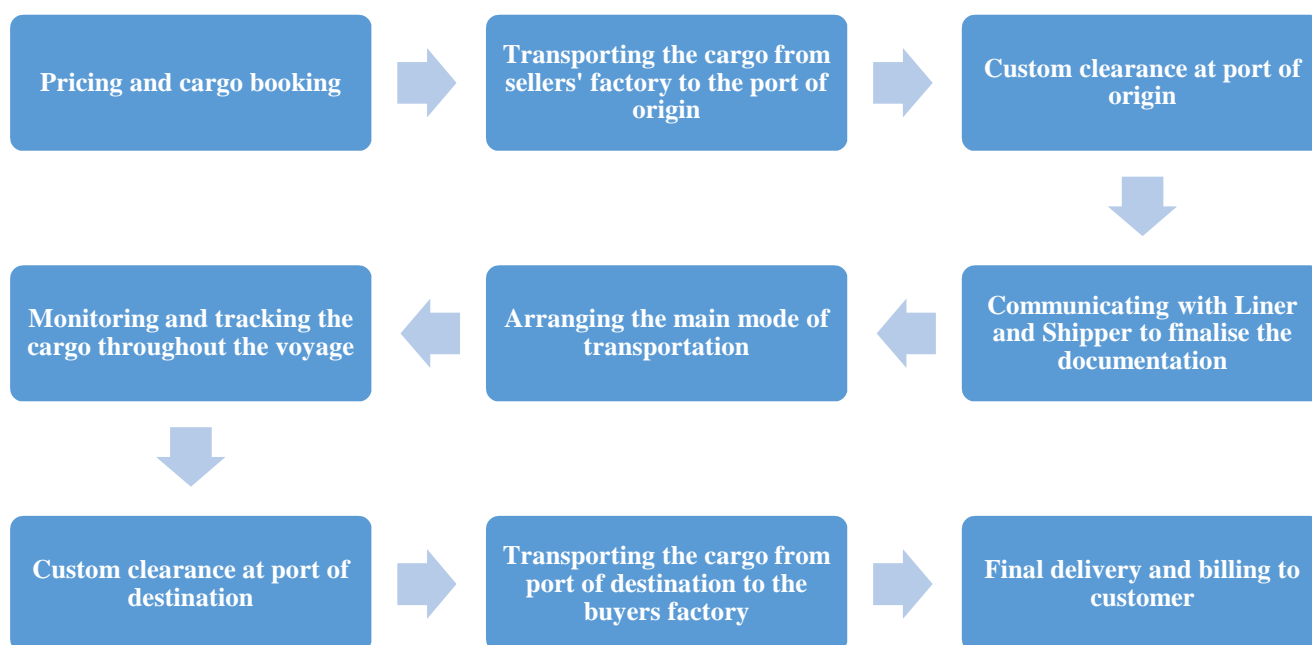 Pricing and cargo booking
Transporting the cargo from
sellers' factory to the port of
origin
Custom clearance at port of
origin
Communicating with Liner
and Shipper to finalise the
documentation
Arranging the main mode of
transportation
Monitoring and tracking the
cargo throughout the voyage
Custom clearance at port of
destination
Transporting the cargo from
port of destination to the
buyers factory
Final delivery and billing to
customer